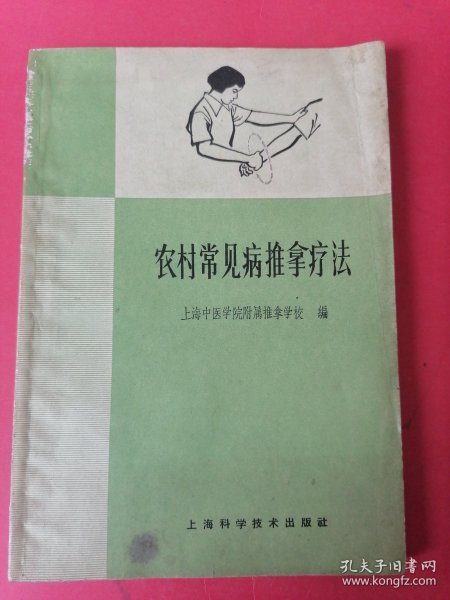 农村常见病推拿疗法
上海中医学院附属推拿学校 编
上海科学技术出版社
孔夫子旧书网
www.kongfz.com